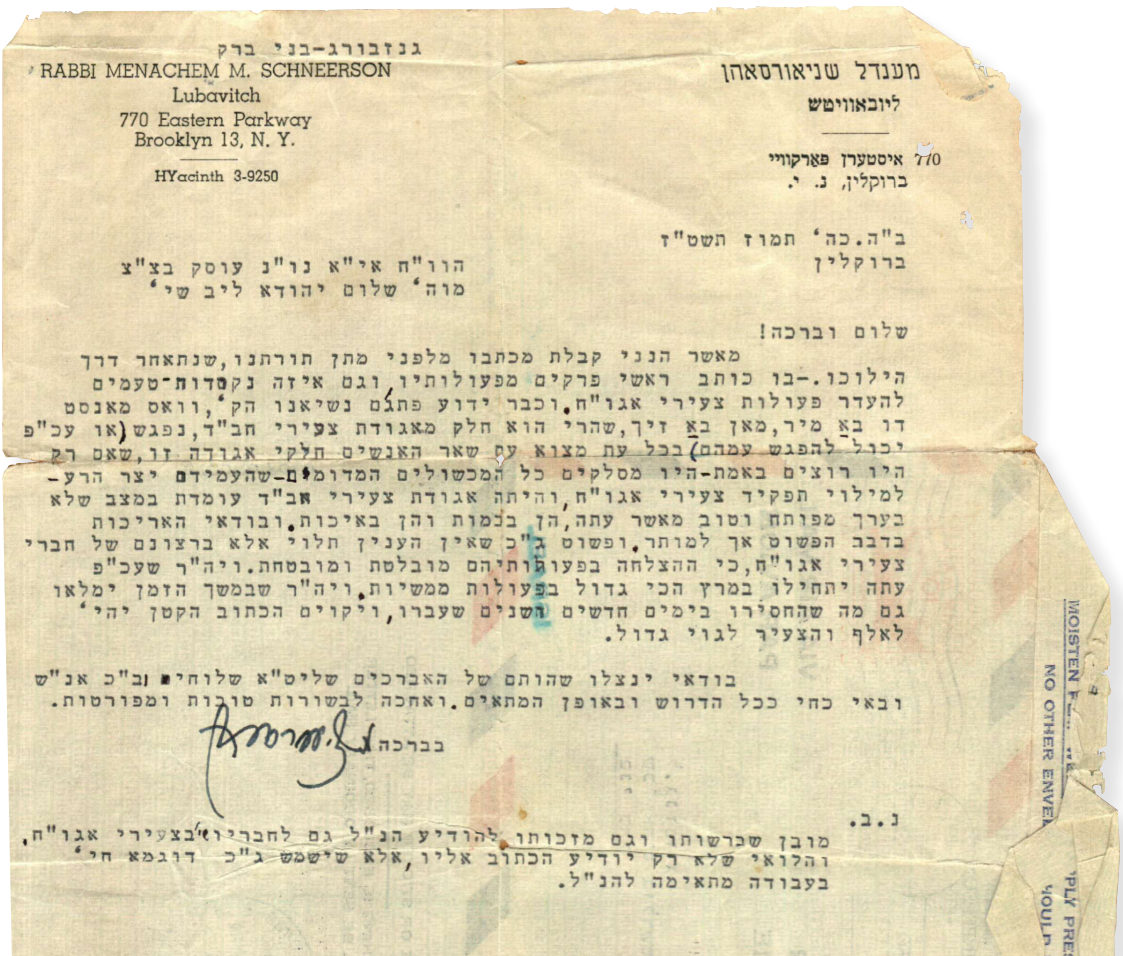 גנזבורג-בני ברק
RABBI MENACHEM M. SCHNEERSON
Lubavitch
770 Eastern Parkway
Brooklyn 13, N. Y.
HYacinth 3-9250
מענדל שניאורסאהן
ליובאוויטש
770 איסטערן פּאַרקוויי
ברוקלין, נ. י.
ב"ה. כה' תמוז תשט"ז
ברוקלין
הוו"ח אי"א נו"נ עוסק בצ"צ
מוה' שלום יהודא ליב שי'
שלום וברכה!
מאשר הנני קבלת מכתבו מלפני מתן תורתנו, שנתאחר דרך
הילוכו.-בו כותב ראשי פרקים מפעולותיו, וגם איזה נקודות-טעמים
להעדר פעולות צעירי אגו"ח. וכבר ידוע פתגם נשיאנו הק', וואס מאנסט
דו בא מיר, מאן בא זיך, שהרי הוא חלק מאגודת צעירי חב"ד, נפגש (או עכ"פ
יכול להפגש עמהם) בכל עת מצוא עם שאר האנשים חלקי אגודה זו, שאם רק
היו רוצים באמת-היו מסלקים כל המכשולים המדומים-שהעמידם יצר הרע-
למילוי תפקיד צעירי אגו"ח, והיתה אגודת צעירי חב"ד עומדת במצב שלא
בערך מפותח וטוב מאשר עתה, הן בכמות והן באיכות. ובודאי האריכות
בדבר הפשוט אך למותר. ופשוט ג"כ שאין הענין תלוי אלא ברצונם של חברי
צעירי אגו"ח, כי ההצלחה בפעולותיהם מובלטת ומובטחת. ויה"ר שעכ"פ
עתה יתחילו במרץ הכי גדול בפעולות ממשיות. ויה"ר שבמשך הזמן ימלאו
גם מה שהחסירו בימים חדשים ושנים שעברו, ויקוים הכתוב הקטן יהי'
לאלף והצעיר לגוי גדול.
בודאי ינצלו שהותם של האברכים שליט"א שלוחי וב"כ אנ"ש
ובאי כחי ככל הדרוש ובאופן המתאים. ואחכה לבשורות טובות ומפורטות.
בברכה
נ.ב.
מובן שברשותו וגם מזכותו להודיע הנ"ל גם לחבריו שי' בצעירי אגו"ח,
והלואי שלא רק יודיע הכתוב אליו, אלא שישמש ג"כ דוגמא חי'
בעבודה מתאימה להנ"ל.
MOISTEN
NO OTHER